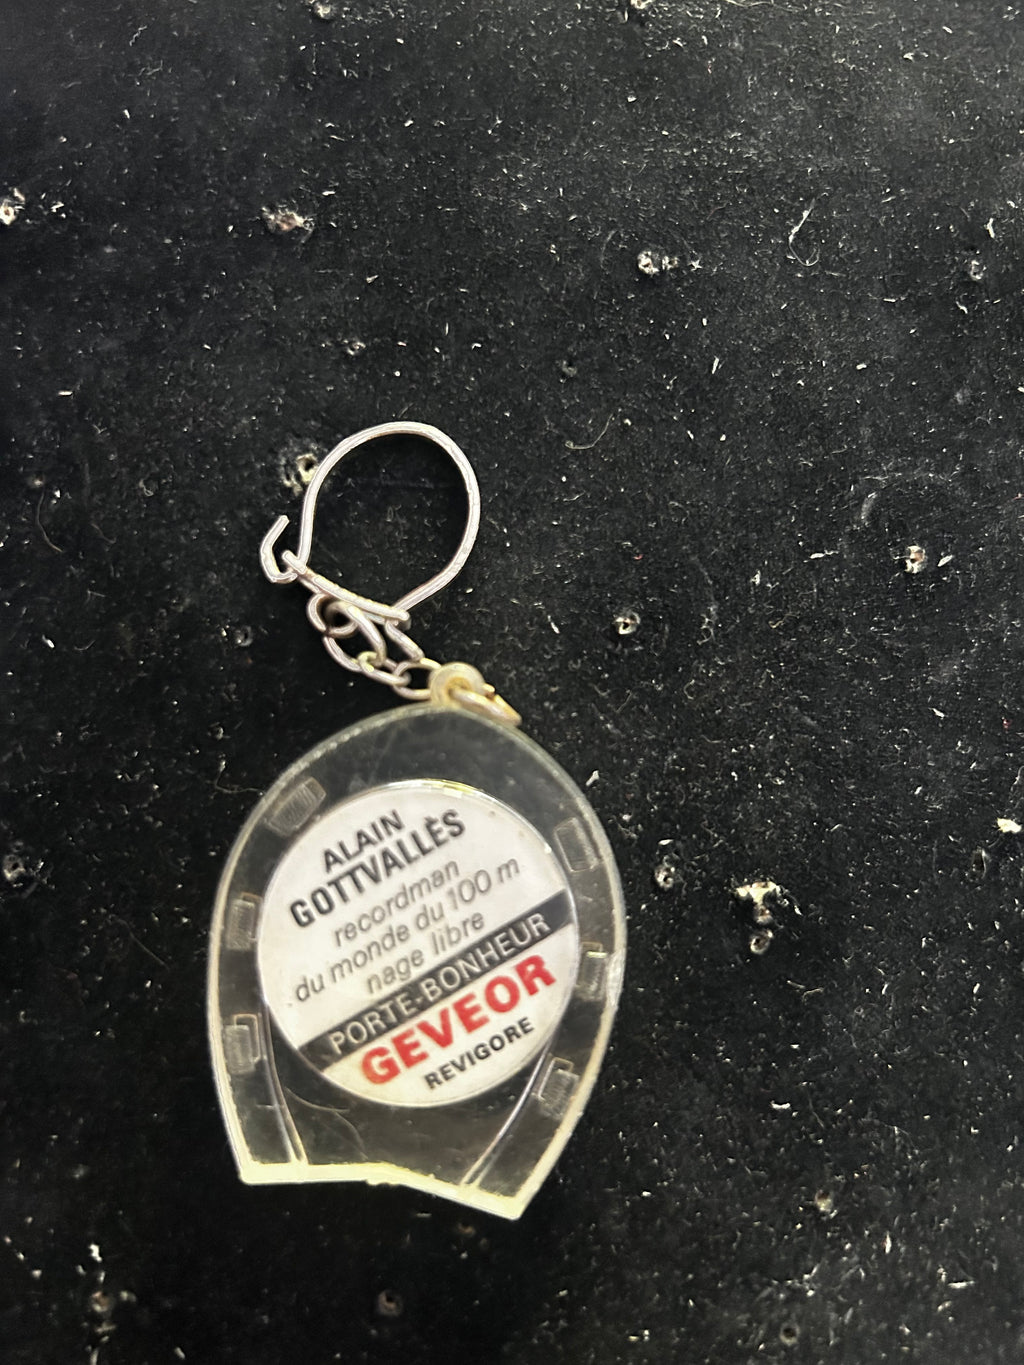 ALAIN
GOTTVALLÈS
recordman
du monde du 100 m
nage libre
PORTE-BONHEUR
GEVEOR
REVIGORE